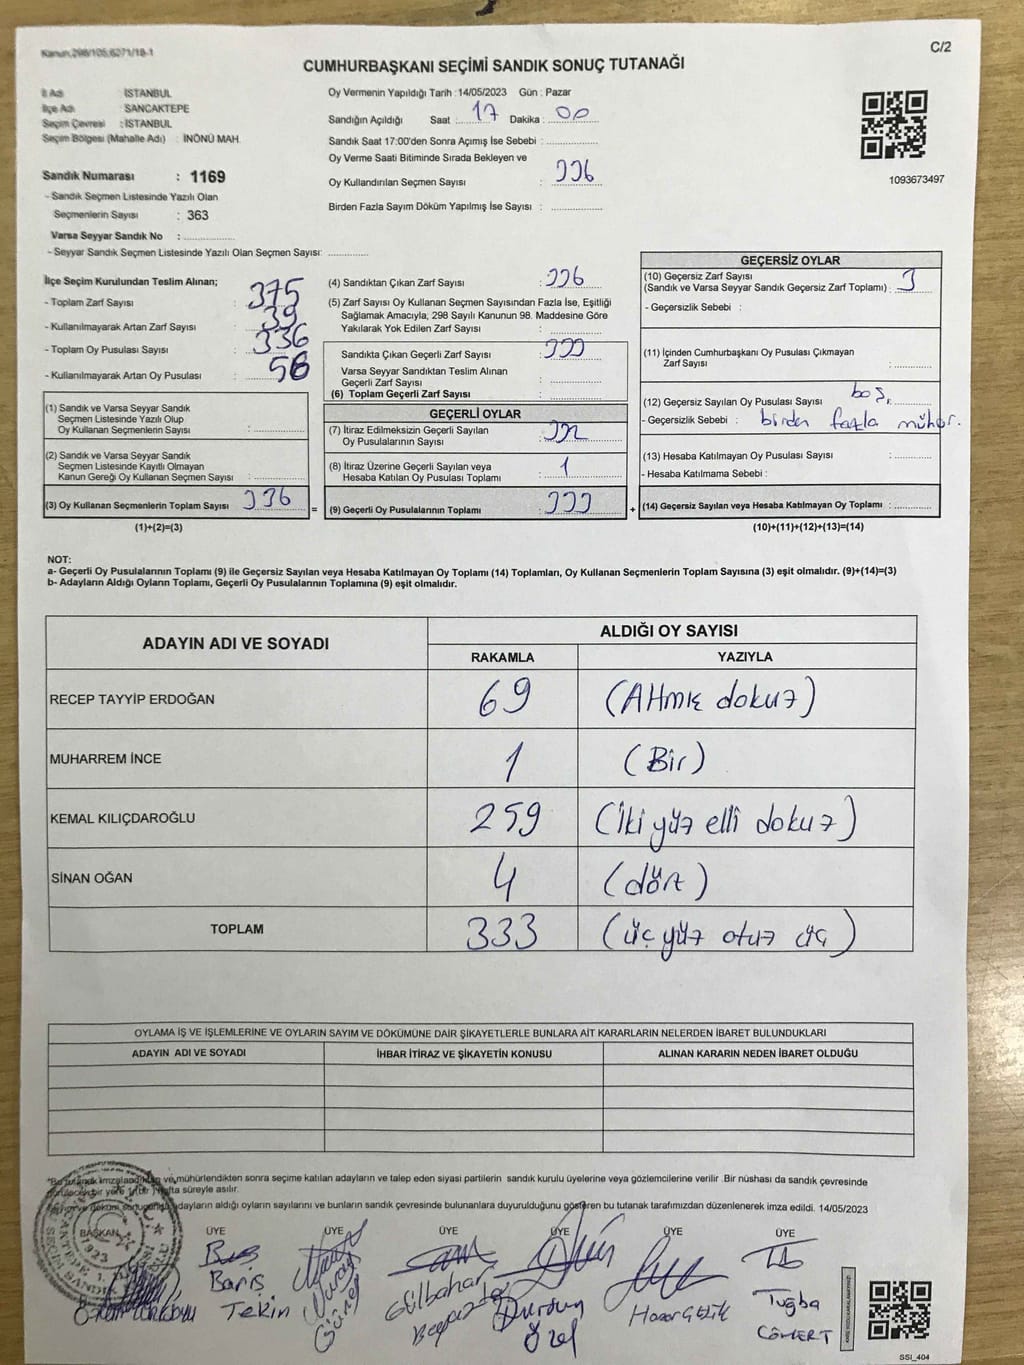 Kanun;298/105;6271/18-1
C/2
CUMHURBAŞKANI SEÇİMİ SANDIK SONUÇ TUTANAĞI
İl Adı : İSTANBUL
İlçe Adı : SANCAKTEPE
Seçim Çevresi : İSTANBUL
Seçim Bölgesi (Mahalle Adı) : İNÖNÜ MAH.
Sandık Numarası : 1169
- Sandık Seçmen Listesinde Yazılı Olan
Seçmenlerin Sayısı : 363
Varsa Seyyar Sandık No :
- Seyyar Sandık Seçmen Listesinde Yazılı Olan Seçmen Sayısı:
Oy Vermenin Yapıldığı Tarih : 14/05/2023 Gün : Pazar
Sandığın Açıldığı Saat : 17 Dakika : 00
Sandık Saat 17:00'den Sonra Açımış İse Sebebi :
Oy Verme Saati Bitiminde Sırada Bekleyen ve
Oy Kullandırılan Seçmen Sayısı : 336
Birden Fazla Sayım Döküm Yapılmış İse Sayısı :
1093673497
İlçe Seçim Kurulundan Teslim Alınan;
- Toplam Zarf Sayısı : 375
- Kullanılmayarak Artan Zarf Sayısı : 39
- Toplam Oy Pusulası Sayısı : 336
- Kullanılmayarak Artan Oy Pusulası : 58
(1) Sandık ve Varsa Seyyar Sandık
Seçmen Listesinde Yazılı Olup
Oy Kullanan Seçmenlerin Sayısı :
(2) Sandık ve Varsa Seyyar Sandık
Seçmen Listesinde Kayıtlı Olmayan
Kanun Gereği Oy Kullanan Seçmen Sayısı :
(3) Oy Kullanan Seçmenlerin Toplam Sayısı 336
(1)+(2)=(3)
(4) Sandıktan Çıkan Zarf Sayısı : 336
(5) Zarf Sayısı Oy Kullanan Seçmen Sayısından Fazla İse, Eşitliği
Sağlamak Amacıyla; 298 Sayılı Kanunun 98. Maddesine Göre
Yakılarak Yok Edilen Zarf Sayısı :
Sandıkta Çıkan Geçerli Zarf Sayısı : 333
Varsa Seyyar Sandıktan Teslim Alınan
Geçerli Zarf Sayısı :
(6) Toplam Geçerli Zarf Sayısı :
GEÇERLİ OYLAR
(7) İtiraz Edilmeksizin Geçerli Sayılan
Oy Pusulalarının Sayısı : 332
(8) İtiraz Üzerine Geçerli Sayılan veya
Hesaba Katılan Oy Pusulası Toplamı : 1
= (9) Geçerli Oy Pusulalarının Toplamı : 333
GEÇERSİZ OYLAR
(10) Geçersiz Zarf Sayısı
(Sandık ve Varsa Seyyar Sandık Geçersiz Zarf Toplamı) : 3
- Geçersizlik Sebebi :
(11) İçinden Cumhurbaşkanı Oy Pusulası Çıkmayan
Zarf Sayısı :
(12) Geçersiz Sayılan Oy Pusulası Sayısı : boş,
- Geçersizlik Sebebi : birden fazla mühür.
(13) Hesaba Katılmayan Oy Pusulası Sayısı :
- Hesaba Katılmama Sebebi :
+ (14) Geçersiz Sayılan veya Hesaba Katılmayan Oy Toplamı :
(10)+(11)+(12)+(13)=(14)
NOT:
a- Geçerli Oy Pusulalarının Toplamı (9) ile Geçersiz Sayılan veya Hesaba Katılmayan Oy Toplamı (14) Toplamları, Oy Kullanan Seçmenlerin Toplam Sayısına (3) eşit olmalıdır. (9)+(14)=(3)
b- Adayların Aldığı Oyların Toplamı, Geçerli Oy Pusulalarının Toplamına (9) eşit olmalıdır.
ADAYIN ADI VE SOYADI
ALDIĞI OY SAYISI
RAKAMLA YAZIYLA
RECEP TAYYİP ERDOĞAN 69 (Altmış dokuz)
MUHARREM İNCE 1 (Bir)
KEMAL KILIÇDAROĞLU 259 (İki yüz elli dokuz)
SİNAN OĞAN 4 (dört)
TOPLAM 333 (üç yüz otuz üç)
OYLAMA İŞ VE İŞLEMLERİNE VE OYLARIN SAYIM VE DÖKÜMÜNE DAİR ŞİKAYETLERLE BUNLARA AİT KARARLARIN NELERDEN İBARET BULUNDUKLARI
ADAYIN ADI VE SOYADI İHBAR İTİRAZ VE ŞİKAYETİN KONUSU ALINAN KARARIN NEDEN İBARET OLDUĞU
ve mühürlendikten sonra seçime katılan adayların ve talep eden siyasi partilerin sandık kurulu üyelerine veya gözlemcilerine verilir .Bir nüshası da sandık çevresinde
süreyle asılır.
adayların aldığı oyların sayılarını ve bunların sandık çevresinde bulunanlara duyurulduğunu gösteren bu tutanak tarafımızdan düzenlenerek imza edildi. 14/05/2023
BAŞKAN ÜYE ÜYE ÜYE ÜYE ÜYE ÜYE
1923
Barış Tekin
Nuray Güneş
Gülbahar
Dursun Özel
Hasar Gezik
Tuğba CÖMERT
SSİ_404